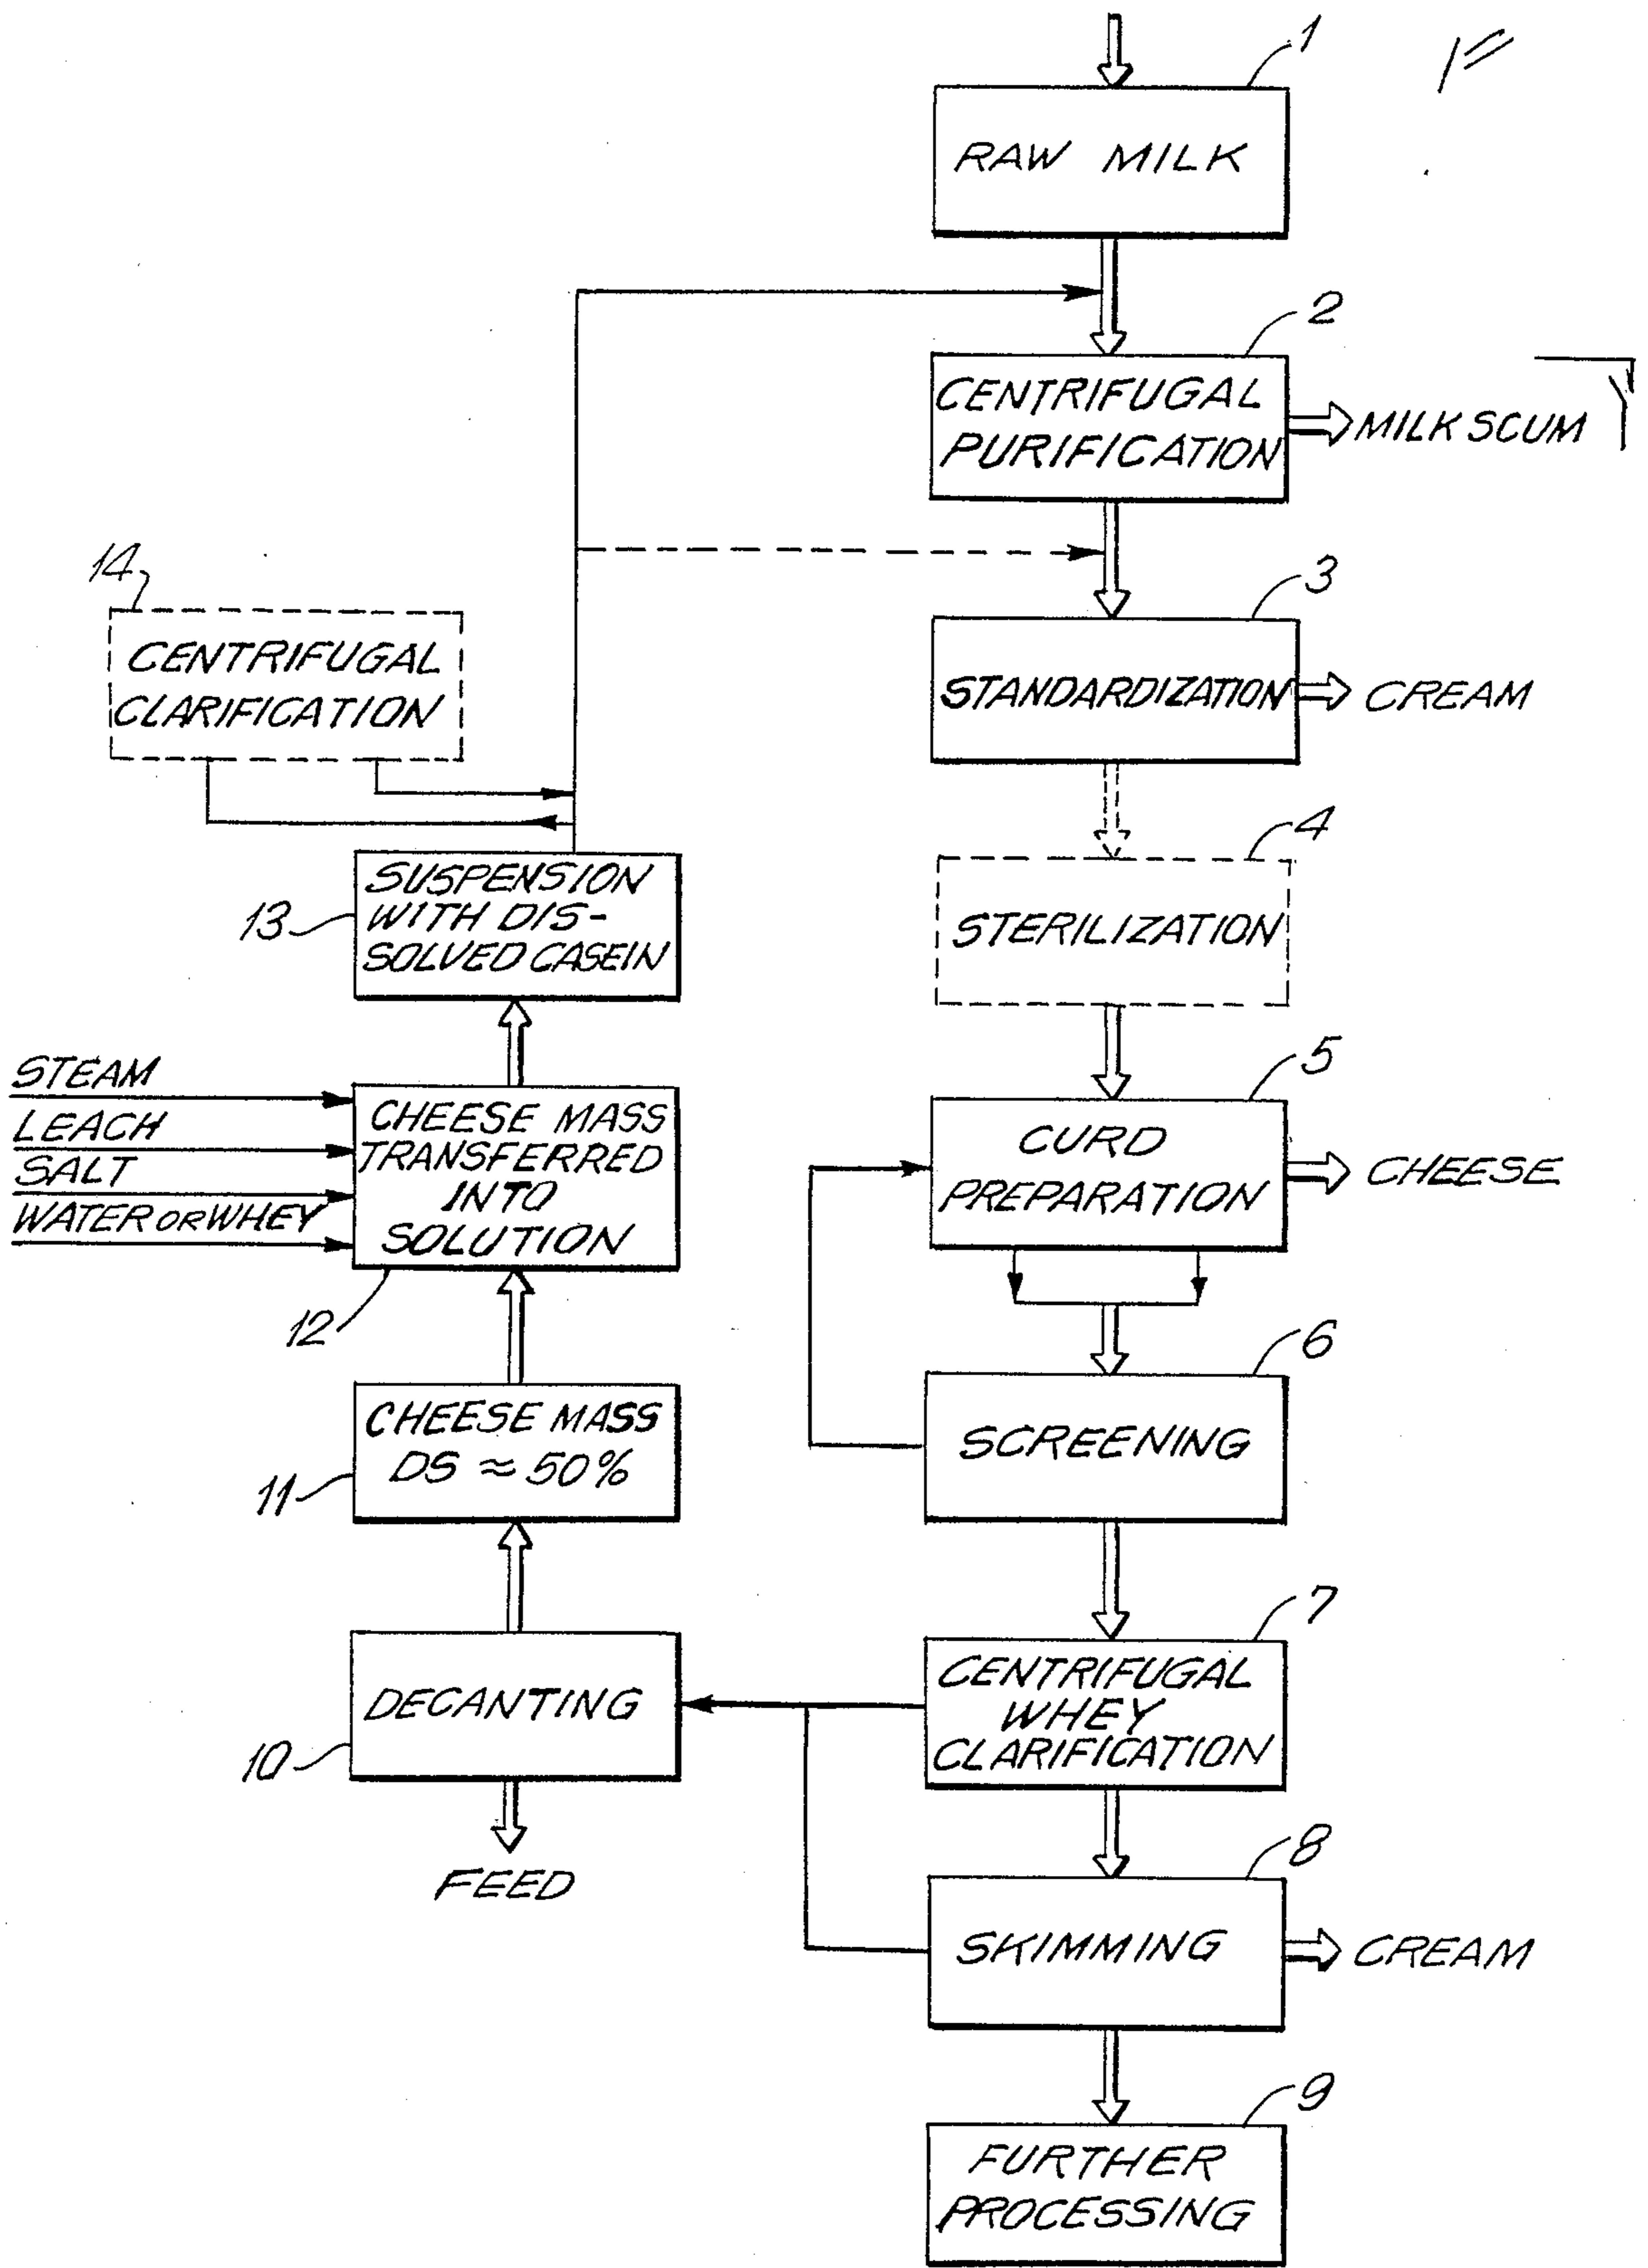 1
RAW MILK
2
CENTRIFUGAL
PURIFICATION
MILK SCUM
3
STANDARDIZATION
CREAM
4
STERILIZATION
5
CURD
PREPARATION
CHEESE
6
SCREENING
7
CENTRIFUGAL
WHEY
CLARIFICATION
8
SKIMMING
CREAM
9
FURTHER
PROCESSING
10
DECANTING
FEED
11
CHEESE MASS
DS ≈ 50%
12
CHEESE MASS
TRANSFERRED
INTO
SOLUTION
STEAM
LEACH
SALT
WATER OR WHEY
13
SUSPENSION
WITH DIS-
SOLVED CASEIN
14
CENTRIFUGAL
CLARIFICATION